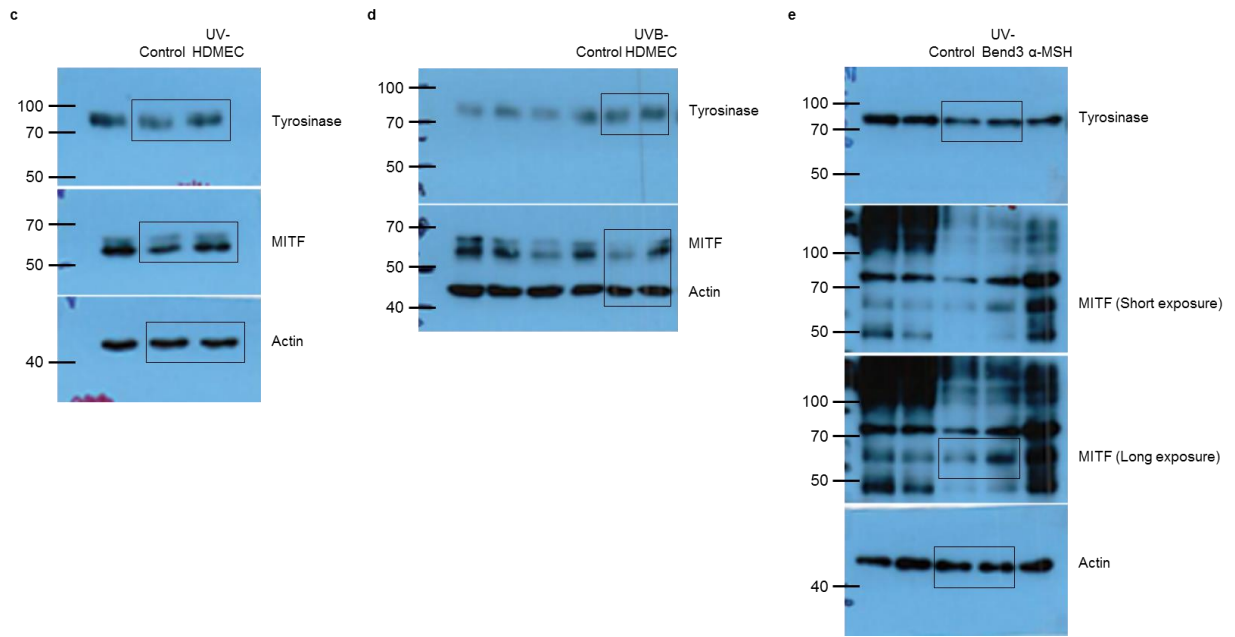 c
UV-
Control HDMEC
100
70
50
Tyrosinase
70
50
MITF
40
Actin
d
UVB-
Control HDMEC
100
70
50
Tyrosinase
70
50
40
MITF
Actin
e
UV-
Control Bend3 α-MSH
100
70
50
Tyrosinase
100
70
50
MITF (Short exposure)
100
70
50
MITF (Long exposure)
40
Actin